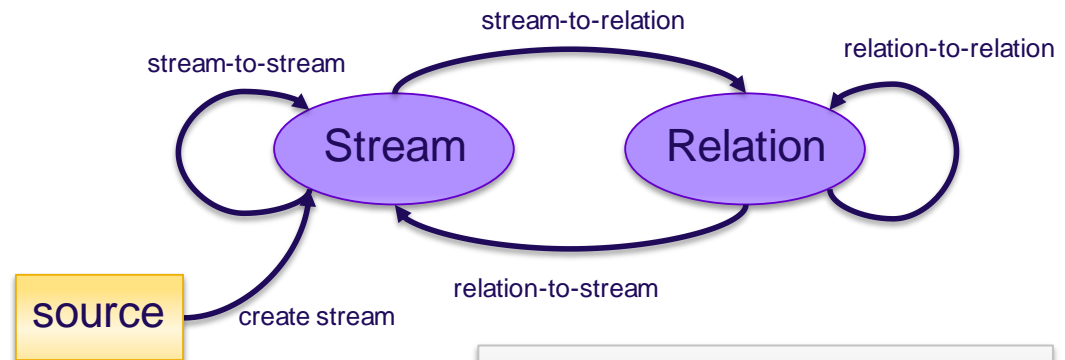 stream-to-relation
relation-to-relation
stream-to-stream
Stream
Relation
relation-to-stream
source
create stream